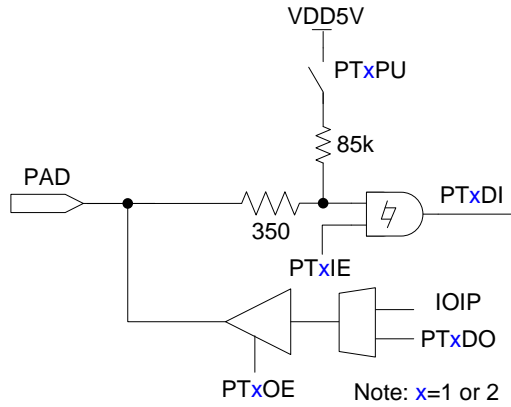 VDD5V
PTxPU
85k
PAD
PTxDI
350
PTxIE
IOIP
PTxDO
PTxOE
Note: x=1 or 2